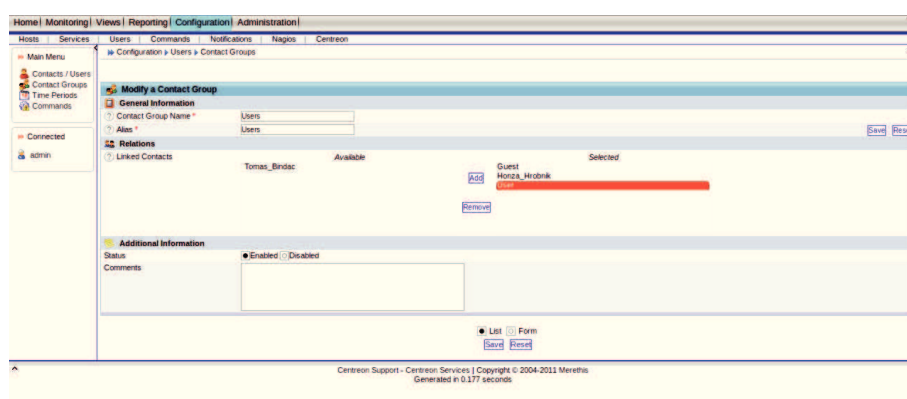 Home Monitoring Views Reporting Configuration Administration
Hosts Services Users Commands Notifications Nagios Centreon
Main Menu
Contacts / Users
Contact Groups
Time Periods
Commands
Connected
admin
Configuration Users Contact Groups
Modify a Contact Group
General Information
Contact Group Name * Users
Alias * Users
Save Rese
Relations
Linked Contacts
Available
Selected
Tomas_Bindac
Guest
Honza_Hrobnik
User
Add
Remove
Additional Information
Status Enabled Disabled
Comments
List Form
Save Reset
Centreon Support - Centreon Services | Copyright © 2004-2011 Merethis
Generated in 0.177 seconds